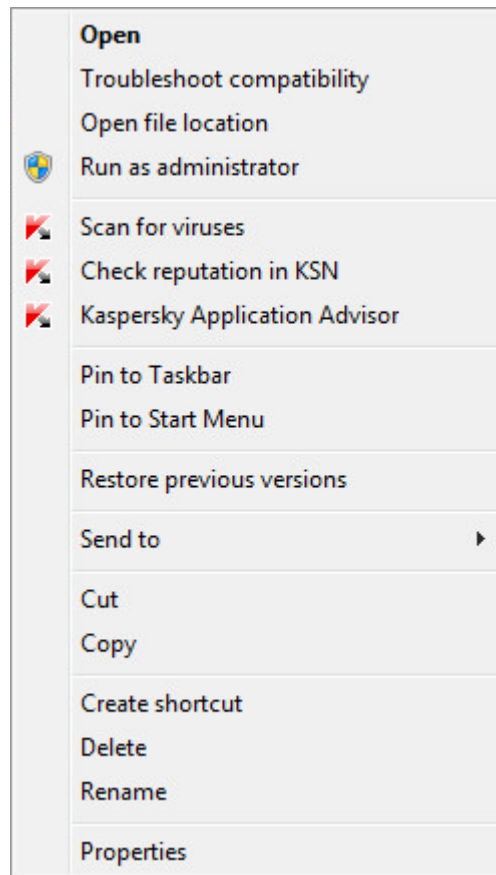 Open
Troubleshoot compatibility
Open file location
Run as administrator
Scan for viruses
Check reputation in KSN
Kaspersky Application Advisor
Pin to Taskbar
Pin to Start Menu
Restore previous versions
Send to
Cut
Copy
Create shortcut
Delete
Rename
Properties